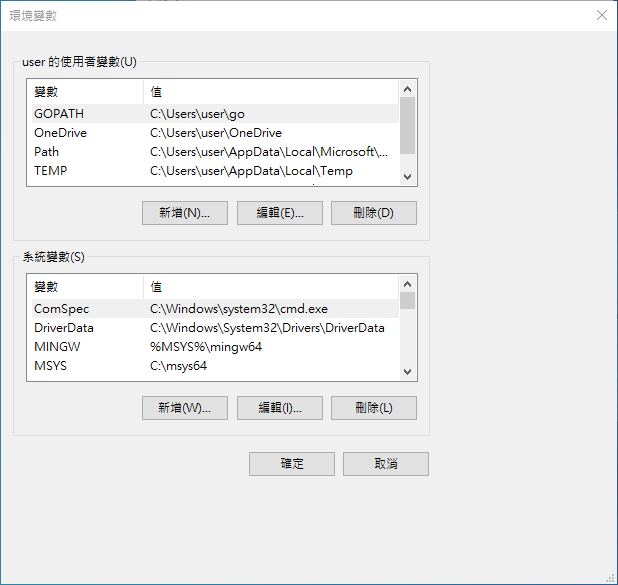 環境變數
user 的使用者變數(U)
變數 值
GOPATH C:\Users\user\go
OneDrive C:\Users\user\OneDrive
Path C:\Users\user\AppData\Local\Microsoft\...
TEMP C:\Users\user\AppData\Local\Temp
新增(N)... 編輯(E)... 刪除(D)
系統變數(S)
變數 值
ComSpec C:\Windows\system32\cmd.exe
DriverData C:\Windows\System32\Drivers\DriverData
MINGW %MSYS%\mingw64
MSYS C:\msys64
新增(W)... 編輯(I)... 刪除(L)
確定 取消